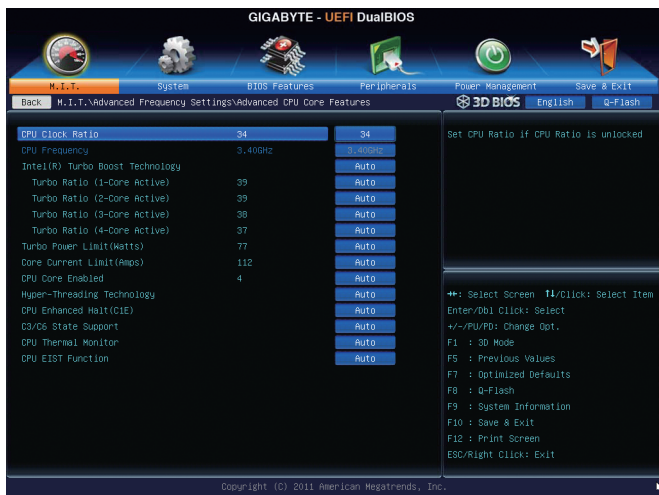 GIGABYTE - UEFI DualBIOS
M.I.T. System BIOS Features Peripherals Power Management Save & Exit
Back M.I.T.\Advanced Frequency Settings\Advanced CPU Core Features 3D BIOS English Q-Flash
CPU Clock Ratio 34 34
CPU Frequency 3.40GHz 3.40GHz
Intel(R) Turbo Boost Technology Auto
Turbo Ratio (1-Core Active) 39 Auto
Turbo Ratio (2-Core Active) 39 Auto
Turbo Ratio (3-Core Active) 38 Auto
Turbo Ratio (4-Core Active) 37 Auto
Turbo Power Limit(Watts) 77 Auto
Core Current Limit(Amps) 112 Auto
CPU Core Enabled 4 Auto
Hyper-Threading Technology Auto
CPU Enhanced Halt(C1E) Auto
C3/C6 State Support Auto
CPU Thermal Monitor Auto
CPU EIST Function Auto
Set CPU Ratio if CPU Ratio is unlocked
→←: Select Screen ↑↓/Click: Select Item
Enter/Dbl Click: Select
+/-/PU/PD: Change Opt.
F1 : 3D Mode
F5 : Previous Values
F7 : Optimized Defaults
F8 : Q-Flash
F9 : System Information
F10 : Save & Exit
F12 : Print Screen
ESC/Right Click: Exit
Copyright (C) 2011 American Megatrends, Inc.